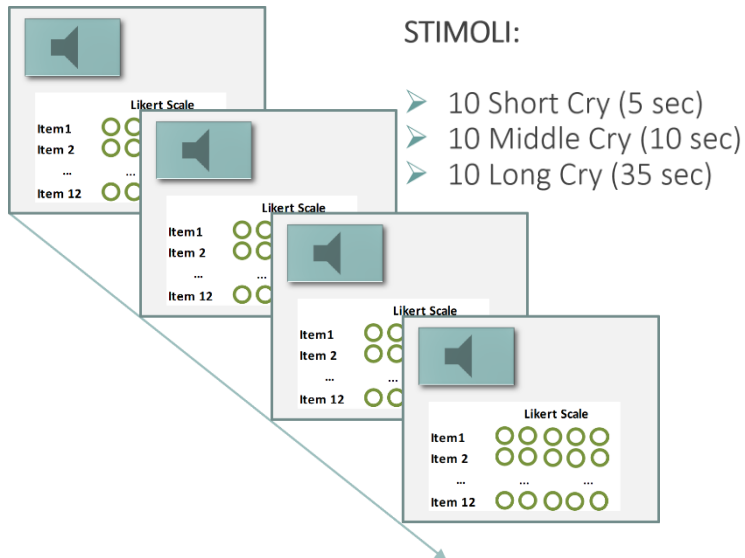 STIMOLI:
10 Short Cry (5 sec)
10 Middle Cry (10 sec)
10 Long Cry (35 sec)
Likert Scale
Item1
Item 2
... ...
Item 12
Likert Scale
Item1
Item 2
... ...
Item 12
Likert Scale
Item1
Item 2
... ...
Item 12
Likert Scale
Item1
Item 2
... ... ...
Item 12